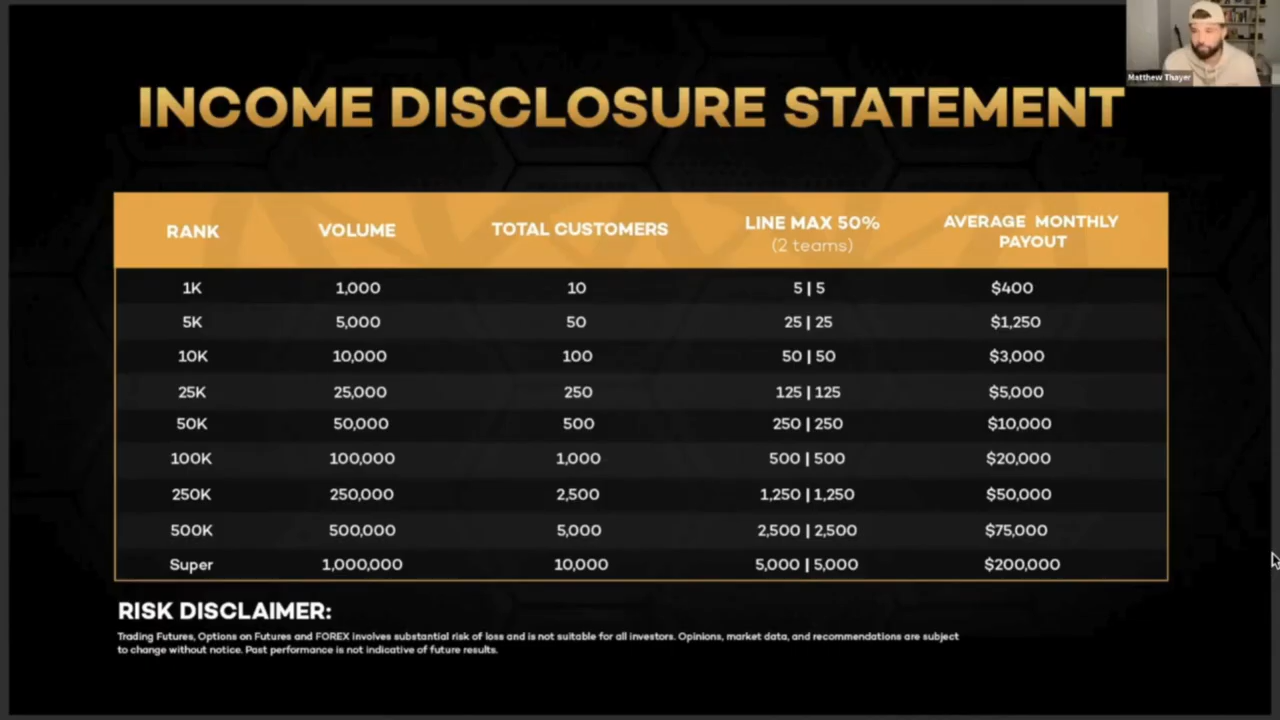 Matthew Thayer
INCOME DISCLOSURE STATEMENT
RANK VOLUME TOTAL CUSTOMERS LINE MAX 50% (2 teams) AVERAGE MONTHLY PAYOUT
1K 1,000 10 5 | 5 $400
5K 5,000 50 25 | 25 $1,250
10K 10,000 100 50 | 50 $3,000
25K 25,000 250 125 | 125 $5,000
50K 50,000 500 250 | 250 $10,000
100K 100,000 1,000 500 | 500 $20,000
250K 250,000 2,500 1,250 | 1,250 $50,000
500K 500,000 5,000 2,500 | 2,500 $75,000
Super 1,000,000 10,000 5,000 | 5,000 $200,000
RISK DISCLAIMER:
Trading Futures, Options on Futures and FOREX involves substantial risk of loss and is not suitable for all investors. Opinions, market data, and recommendations are subject
to change without notice. Past performance is not indicative of future results.